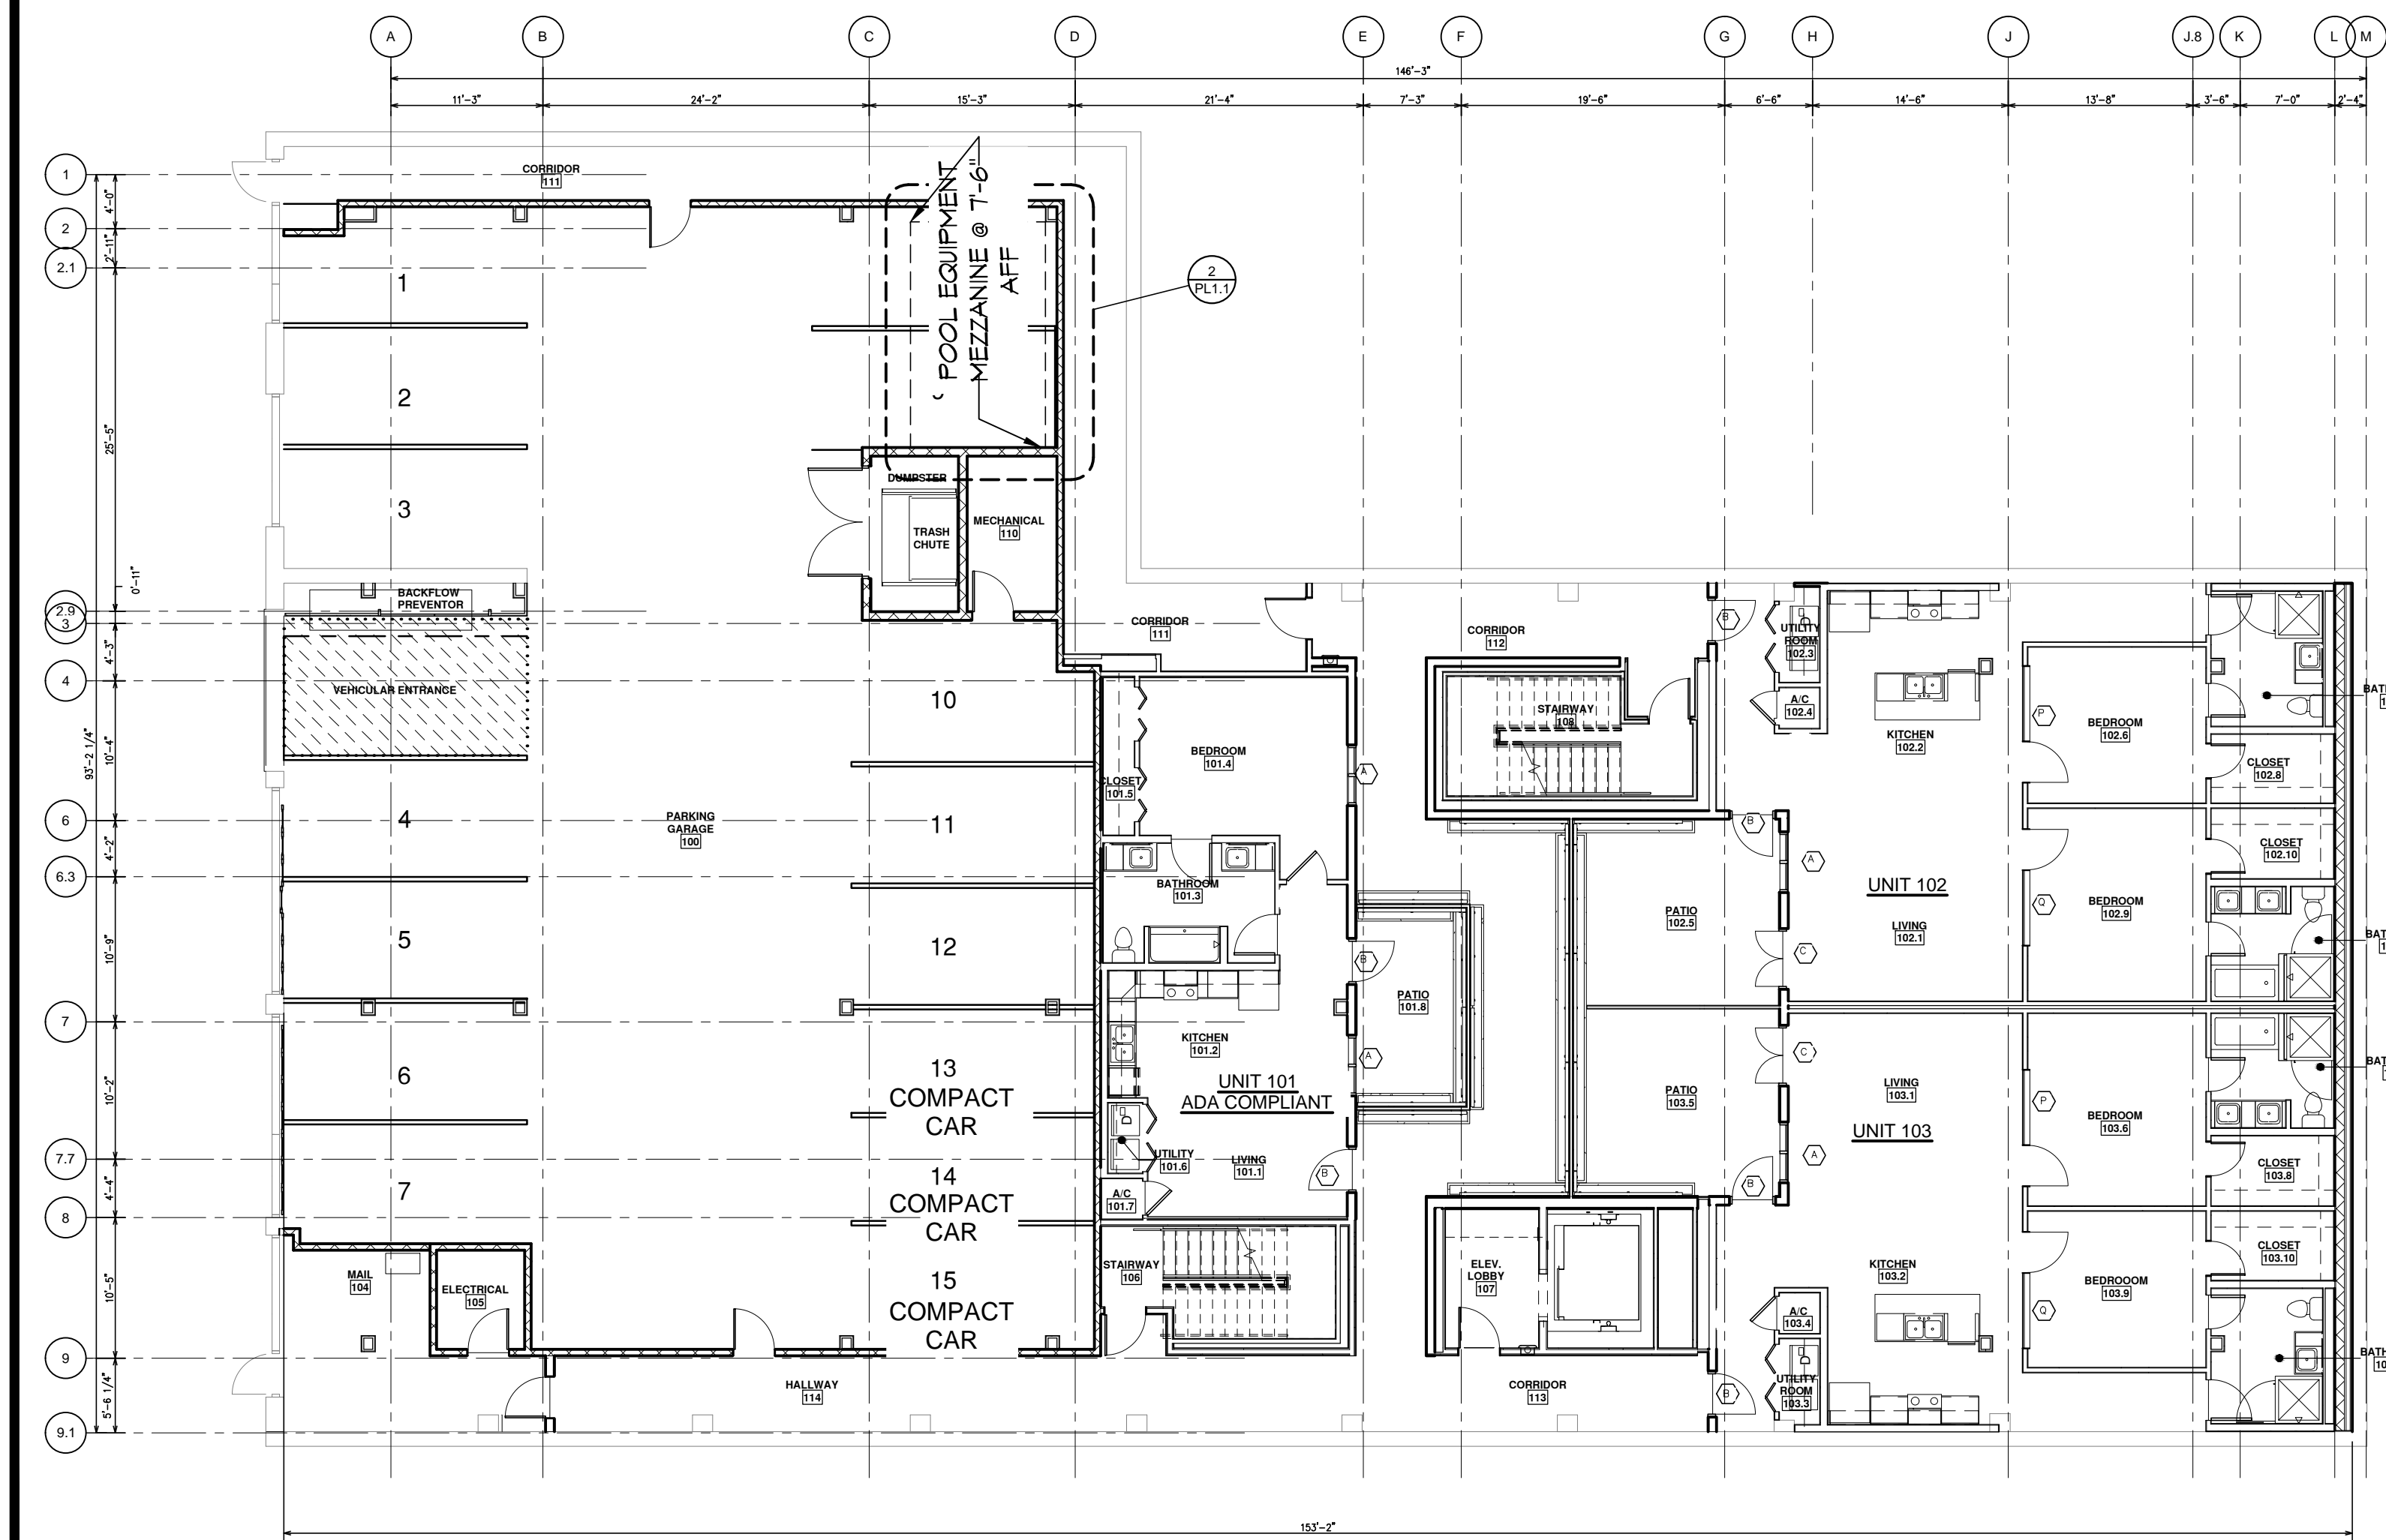 A B C D E F G H J J.8 K L M
146'-3"
11'-3" 24'-2" 15'-3" 21'-4" 7'-3" 19'-6" 6'-6" 14'-6" 13'-8" 3'-6" 7'-0" 2'-4"
1
2
2.1
2.9
3
4
6
6.3
7
7.7
8
9
9.1
93'-2 1/4"
4'-0"
2'-11"
25'-5"
0'-11"
4'-3"
10'-4"
4'-2"
10'-9"
10'-2"
4'-4"
10'-5"
5'-6 1/4"
CORRIDOR
111
POOL EQUIPMENT
MEZZANINE @ 7'-6"
AFF
2
PL1.1
1
2
3
DUMPSTER
TRASH
CHUTE
MECHANICAL
110
BACKFLOW
PREVENTOR
VEHICULAR ENTRANCE
4
5
6
7
PARKING
GARAGE
100
10
11
12
13
COMPACT
CAR
14
COMPACT
CAR
15
COMPACT
CAR
MAIL
104
ELECTRICAL
105
HALLWAY
114
CORRIDOR
111
BEDROOM
101.4
CLOSET
101.5
BATHROOM
101.3
KITCHEN
101.2
UNIT 101
ADA COMPLIANT
UTILITY
101.6
D
LIVING
101.1
A/C
101.7
STAIRWAY
106
A
B
A
B
PATIO
101.8
CORRIDOR
112
STAIRWAY
108
ELEV.
LOBBY
107
CORRIDOR
113
B
UTILITY
ROOM
102.3
D
A/C
102.4
KITCHEN
102.2
B
A
C
PATIO
102.5
UNIT 102
LIVING
102.1
P
BEDROOM
102.6
CLOSET
102.8
CLOSET
102.10
Q
BEDROOM
102.9
PATIO
103.5
C
A
B
LIVING
103.1
UNIT 103
P
BEDROOM
103.6
CLOSET
103.8
CLOSET
103.10
KITCHEN
103.2
A/C
103.4
UTILITY
ROOM
103.3
D
B
Q
BEDROOOM
103.9
153'-2"